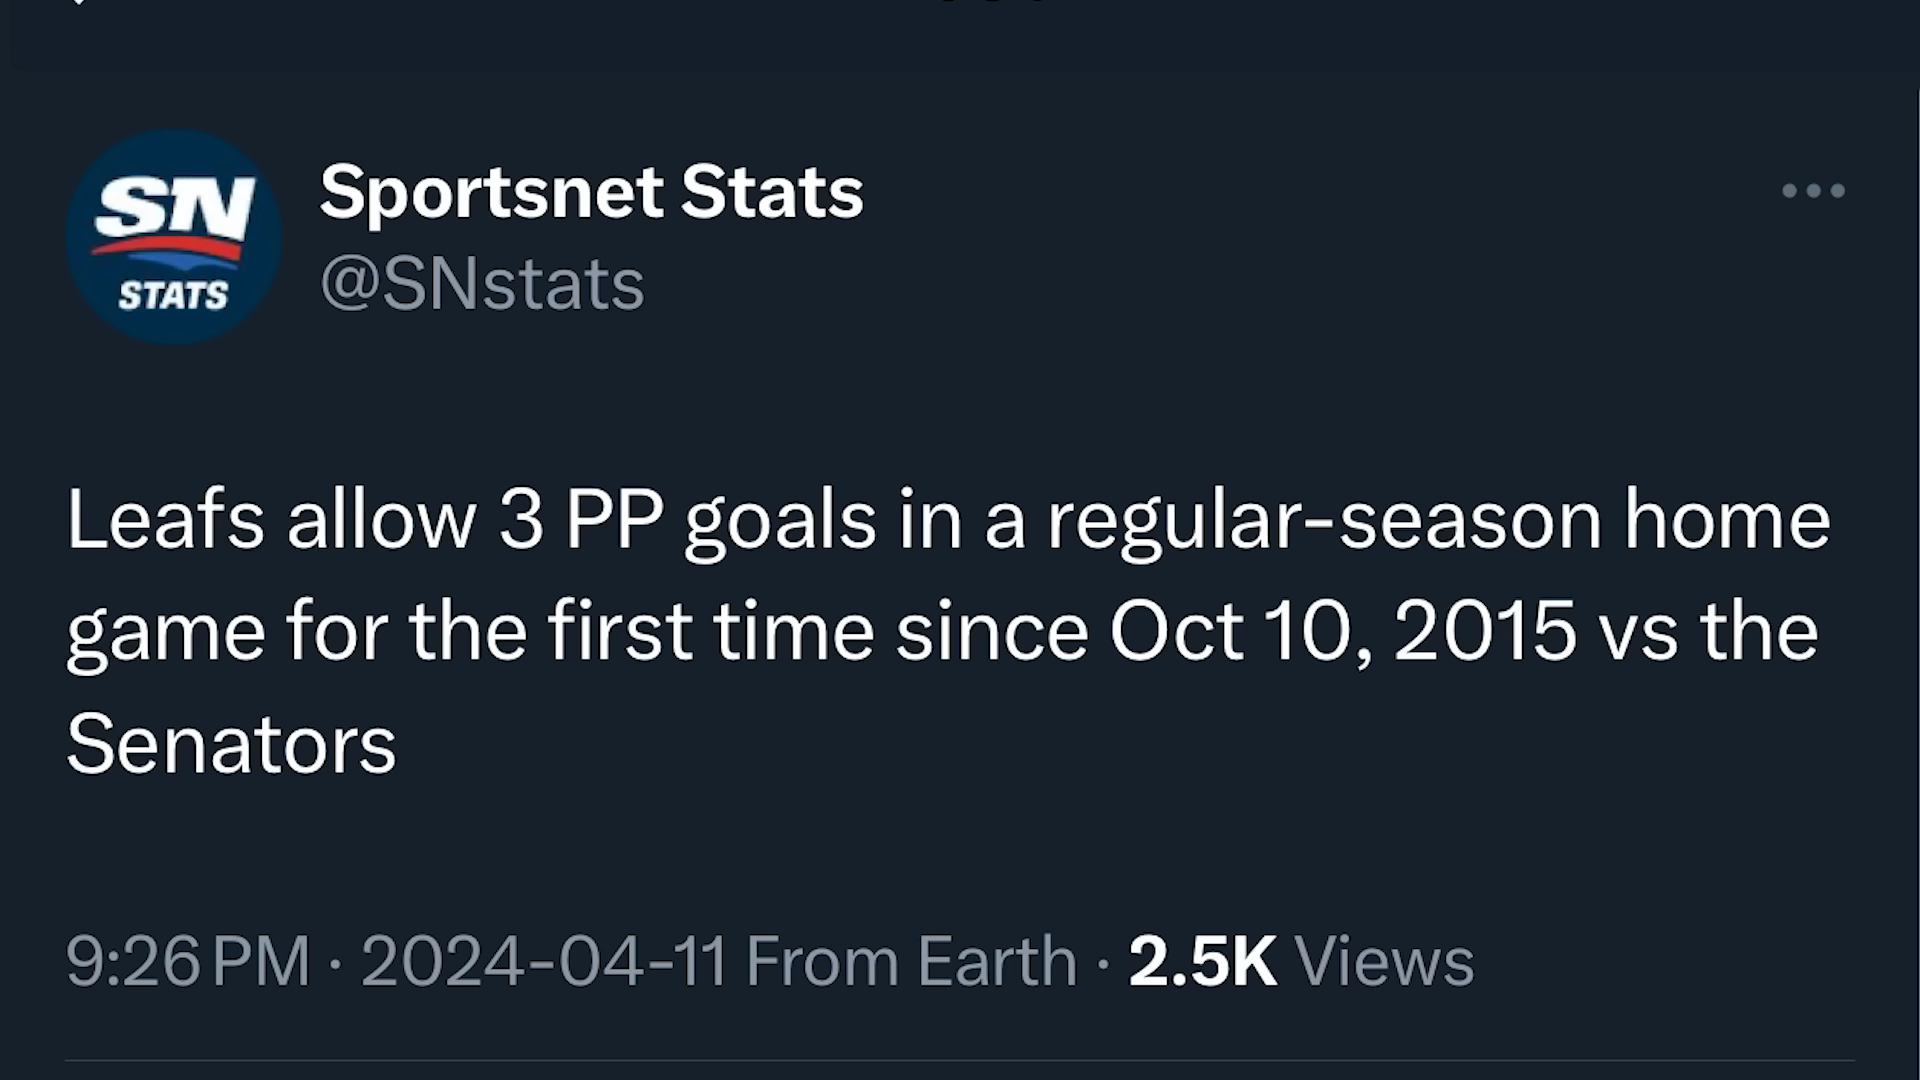 SN
STATS
Sportsnet Stats
@SNstats
Leafs allow 3 PP goals in a regular-season home
game for the first time since Oct 10, 2015 vs the
Senators
9:26 PM · 2024-04-11 From Earth · 2.5K Views